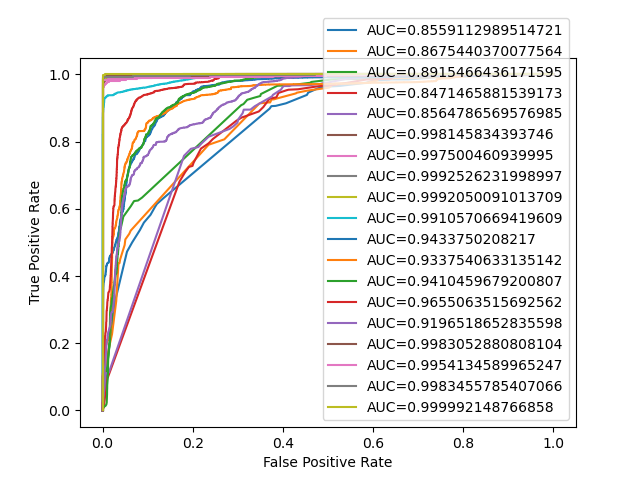 AUC=0.8559112989514721
AUC=0.8675440370077564
AUC=0.8915466436171595
AUC=0.8471465881539173
AUC=0.8564786569576985
AUC=0.998145834393746
AUC=0.997500460939995
AUC=0.9992526231998997
AUC=0.9992050091013709
AUC=0.9910570669419609
AUC=0.9433750208217
AUC=0.9337540633135142
AUC=0.9410459679200807
AUC=0.9655063515692562
AUC=0.9196518652835598
AUC=0.9983052880808104
AUC=0.9954134589965247
AUC=0.9983455785407066
AUC=0.999992148766858
1.0
0.8
0.6
0.4
0.2
0.0
True Positive Rate
0.0 0.2 0.4 0.6 0.8 1.0
False Positive Rate